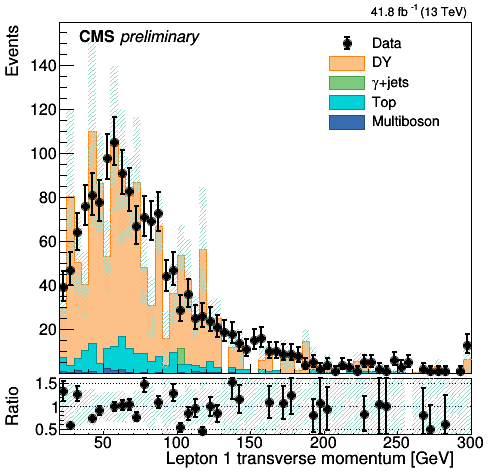 41.8 fb⁻¹ (13 TeV)
CMS preliminary
Events
Data
DY
γ+jets
Top
Multiboson
140
120
100
80
60
40
20
Ratio
1.5
1
0.5
50 100 150 200 250 300
Lepton 1 transverse momentum [GeV]